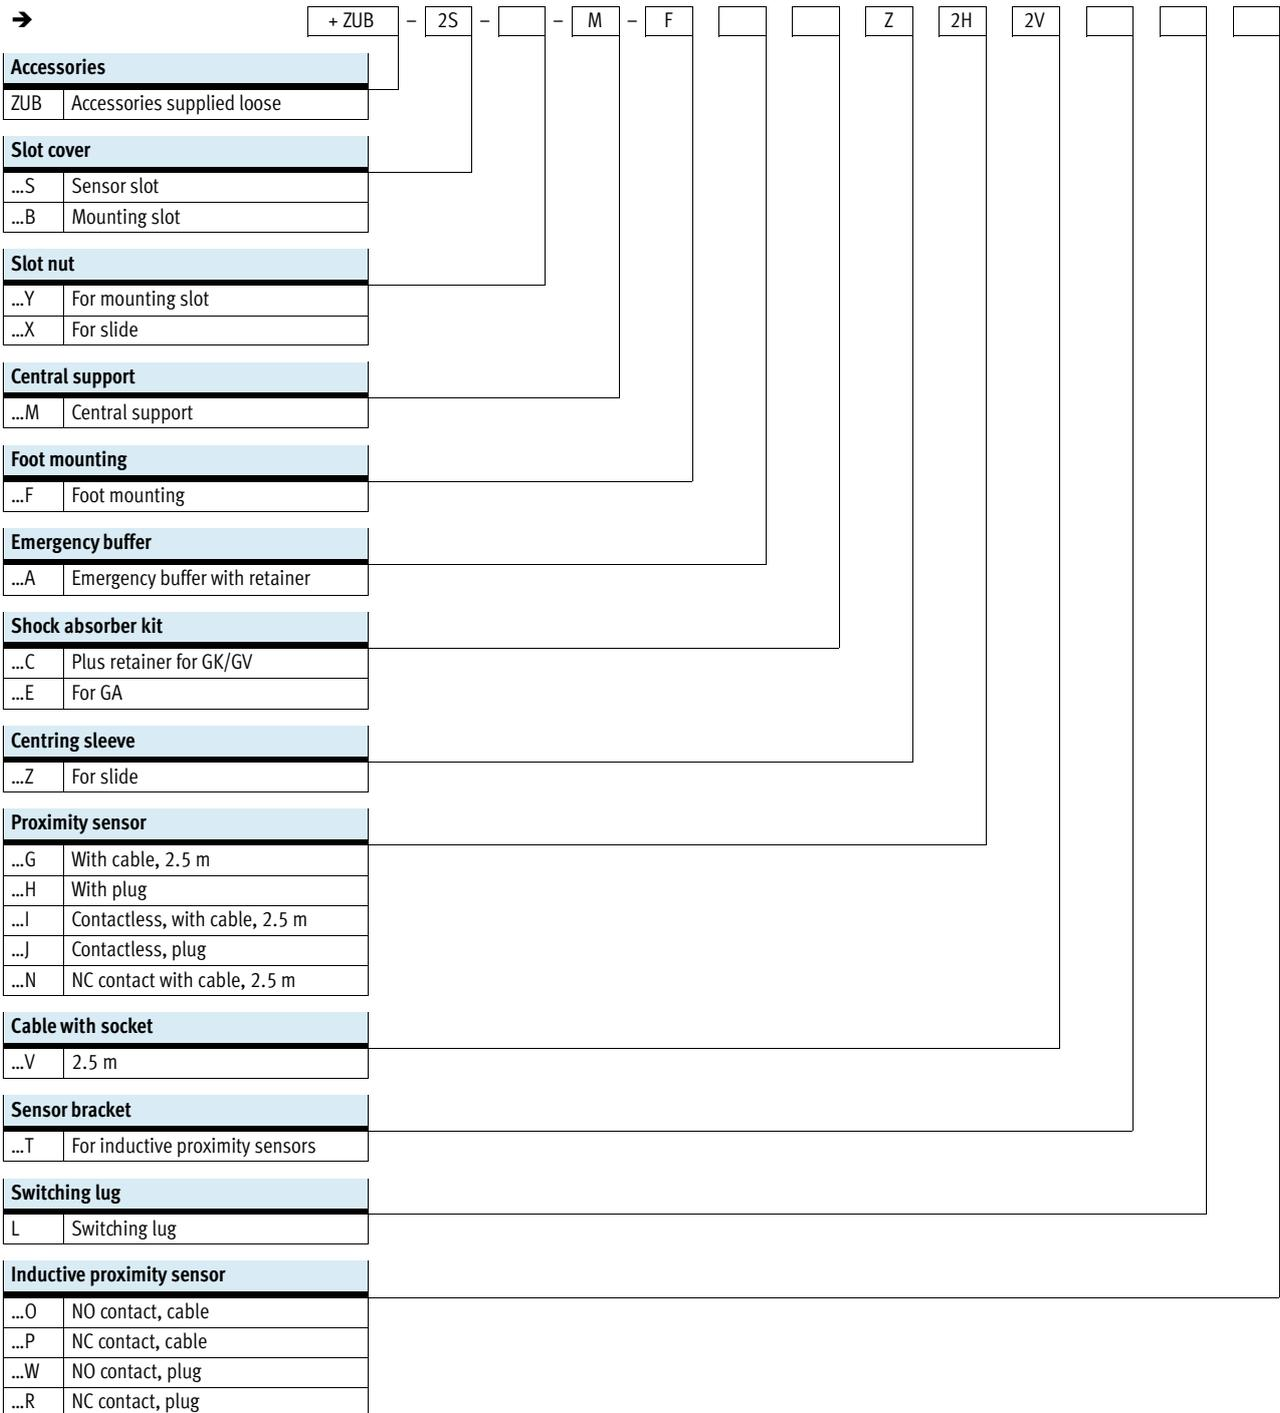 ➔ + ZUB – 2S – – M – F Z 2H 2V
Accessories
ZUB Accessories supplied loose
Slot cover
...S Sensor slot
...B Mounting slot
Slot nut
...Y For mounting slot
...X For slide
Central support
...M Central support
Foot mounting
...F Foot mounting
Emergency buffer
...A Emergency buffer with retainer
Shock absorber kit
...C Plus retainer for GK/GV
...E For GA
Centring sleeve
...Z For slide
Proximity sensor
...G With cable, 2.5 m
...H With plug
...I Contactless, with cable, 2.5 m
...J Contactless, plug
...N NC contact with cable, 2.5 m
Cable with socket
...V 2.5 m
Sensor bracket
...T For inductive proximity sensors
Switching lug
L Switching lug
Inductive proximity sensor
...O NO contact, cable
...P NC contact, cable
...W NO contact, plug
...R NC contact, plug